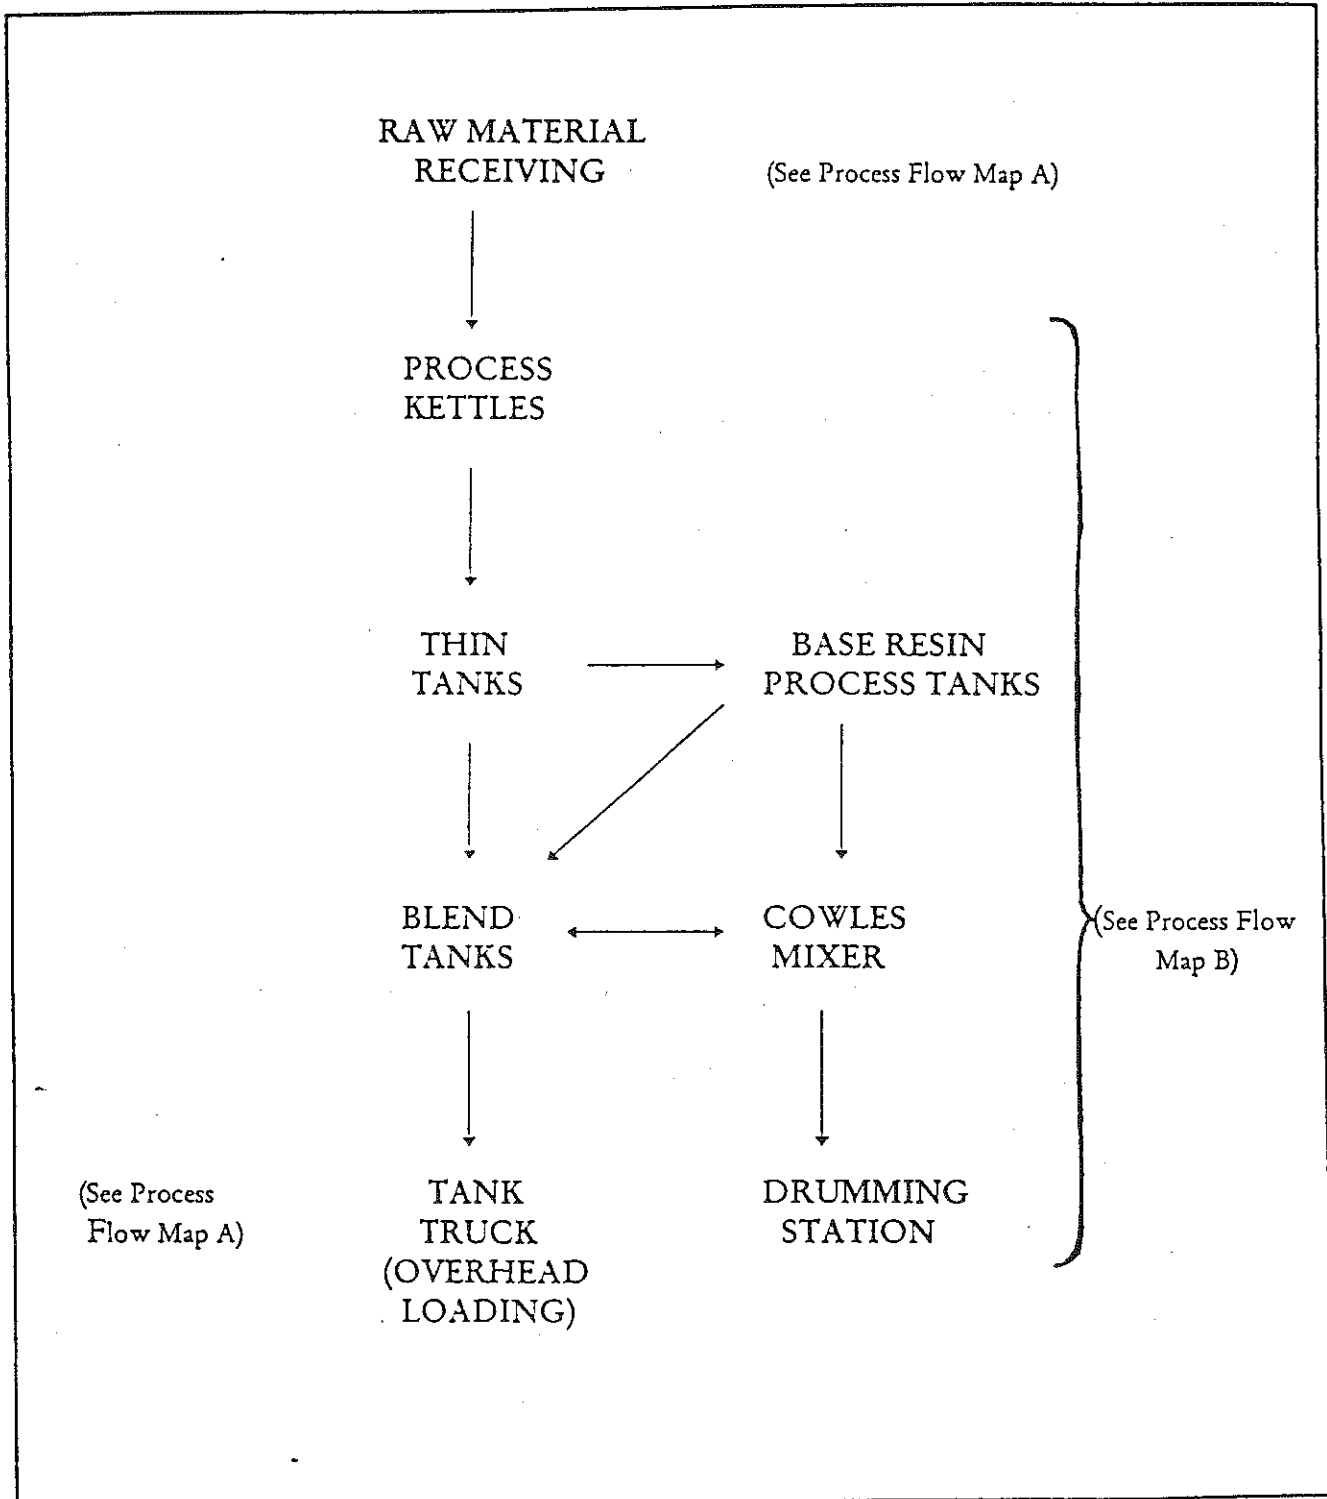 RAW MATERIAL
RECEIVING
(See Process Flow Map A)
PROCESS
KETTLES
THIN
TANKS
BASE RESIN
PROCESS TANKS
BLEND
TANKS
COWLES
MIXER
(See Process Flow
Map B)
(See Process
Flow Map A)
TANK
TRUCK
(OVERHEAD
LOADING)
DRUMMING
STATION